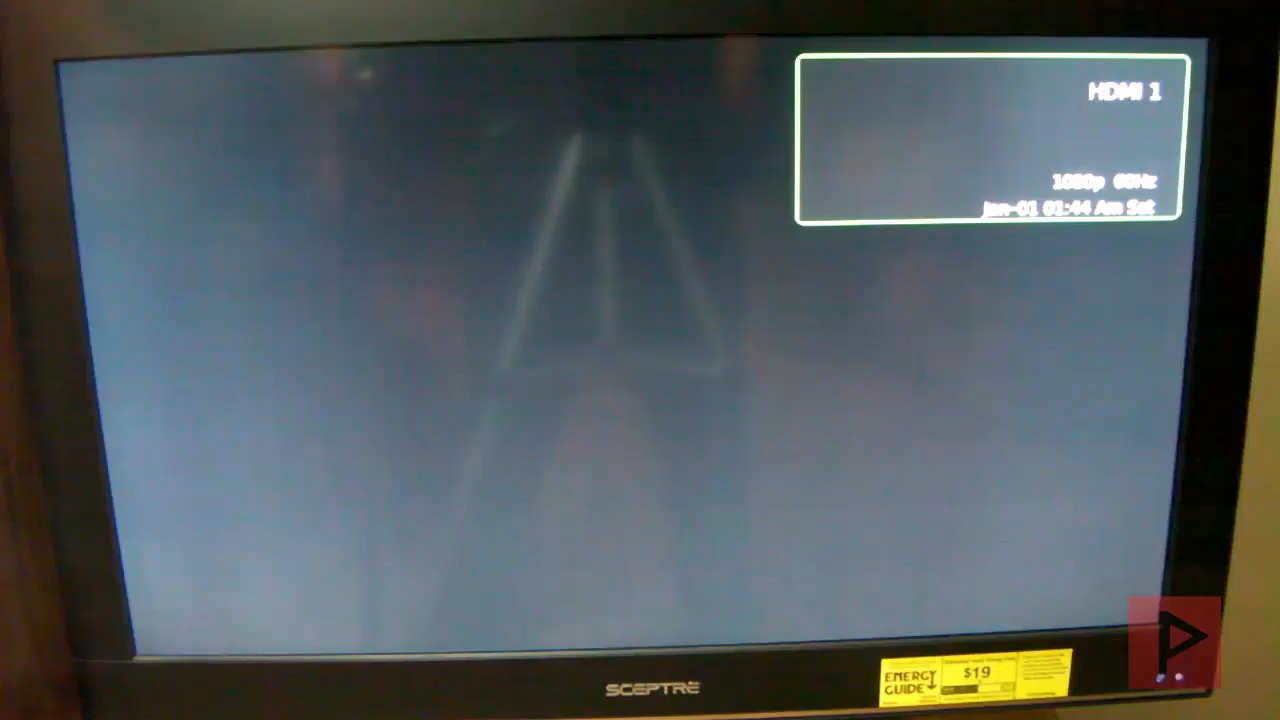 HDMI 1
1080p 60Hz
Jan-01 01:44 Am Sat
SCEPTRE
ENERGY
GUIDE
$19